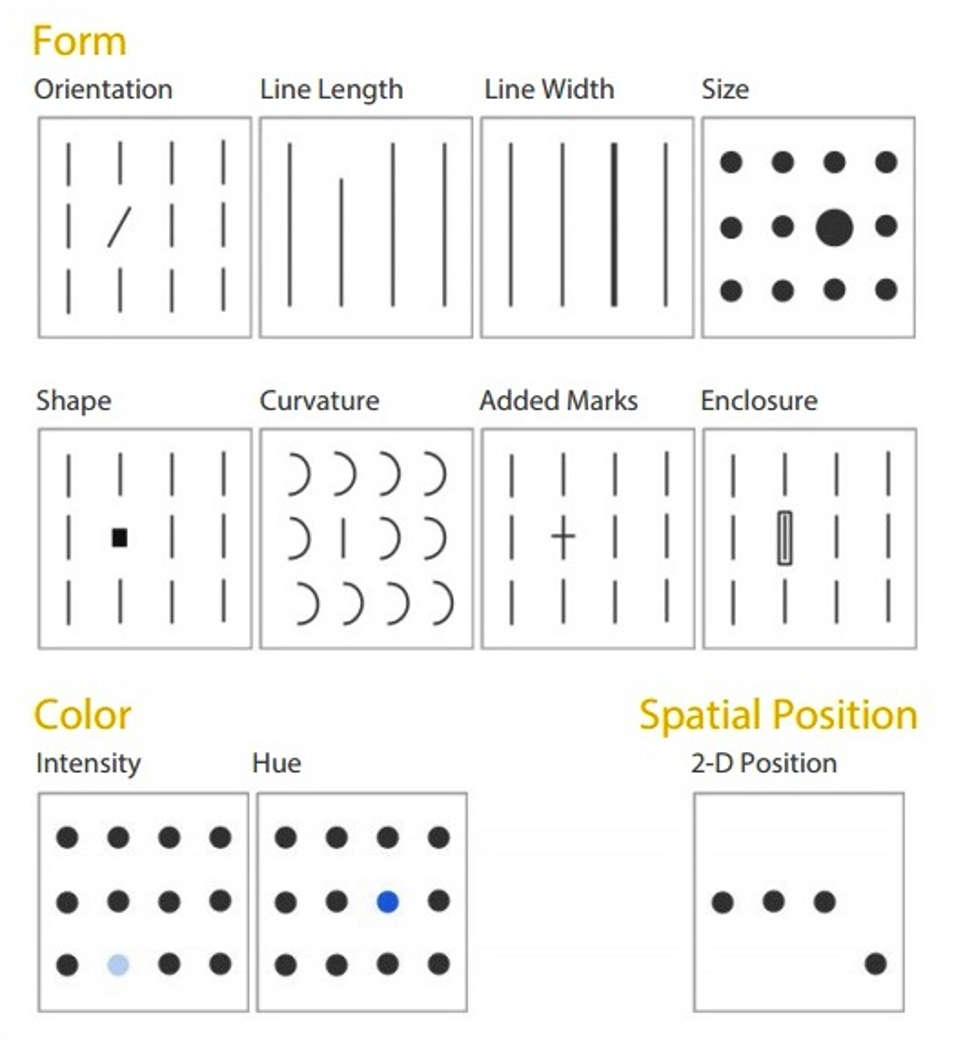 Form
Orientation
Line Length
Line Width
Size
Shape
Curvature
Added Marks
Enclosure
Color
Spatial Position
Intensity
Hue
2-D Position